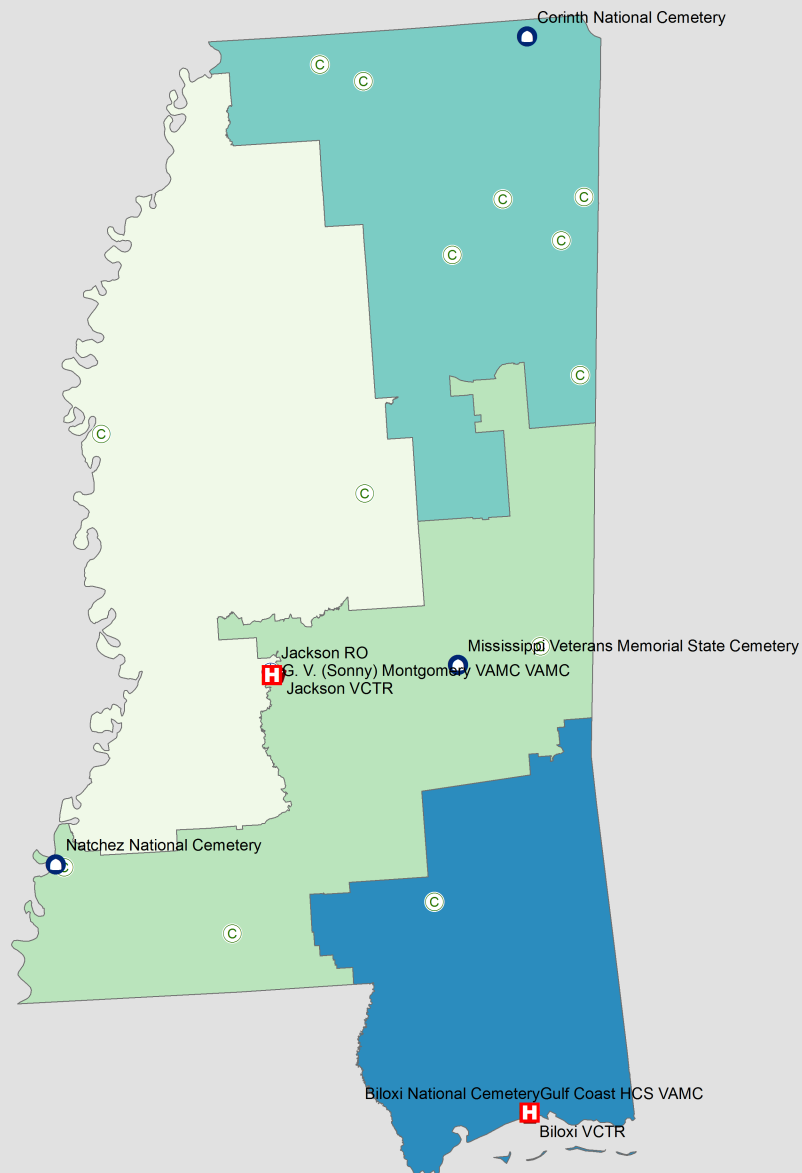 Corinth National Cemetery
C
C
C
C
C
C
C
C
C
C
Mississippi Veterans Memorial State Cemetery
Jackson RO
H
G. V. (Sonny) Montgomery VAMC VAMC
Jackson VCTR
Natchez National Cemetery
C
C
C
Biloxi National Cemetery
Gulf Coast HCS VAMC
H
Biloxi VCTR